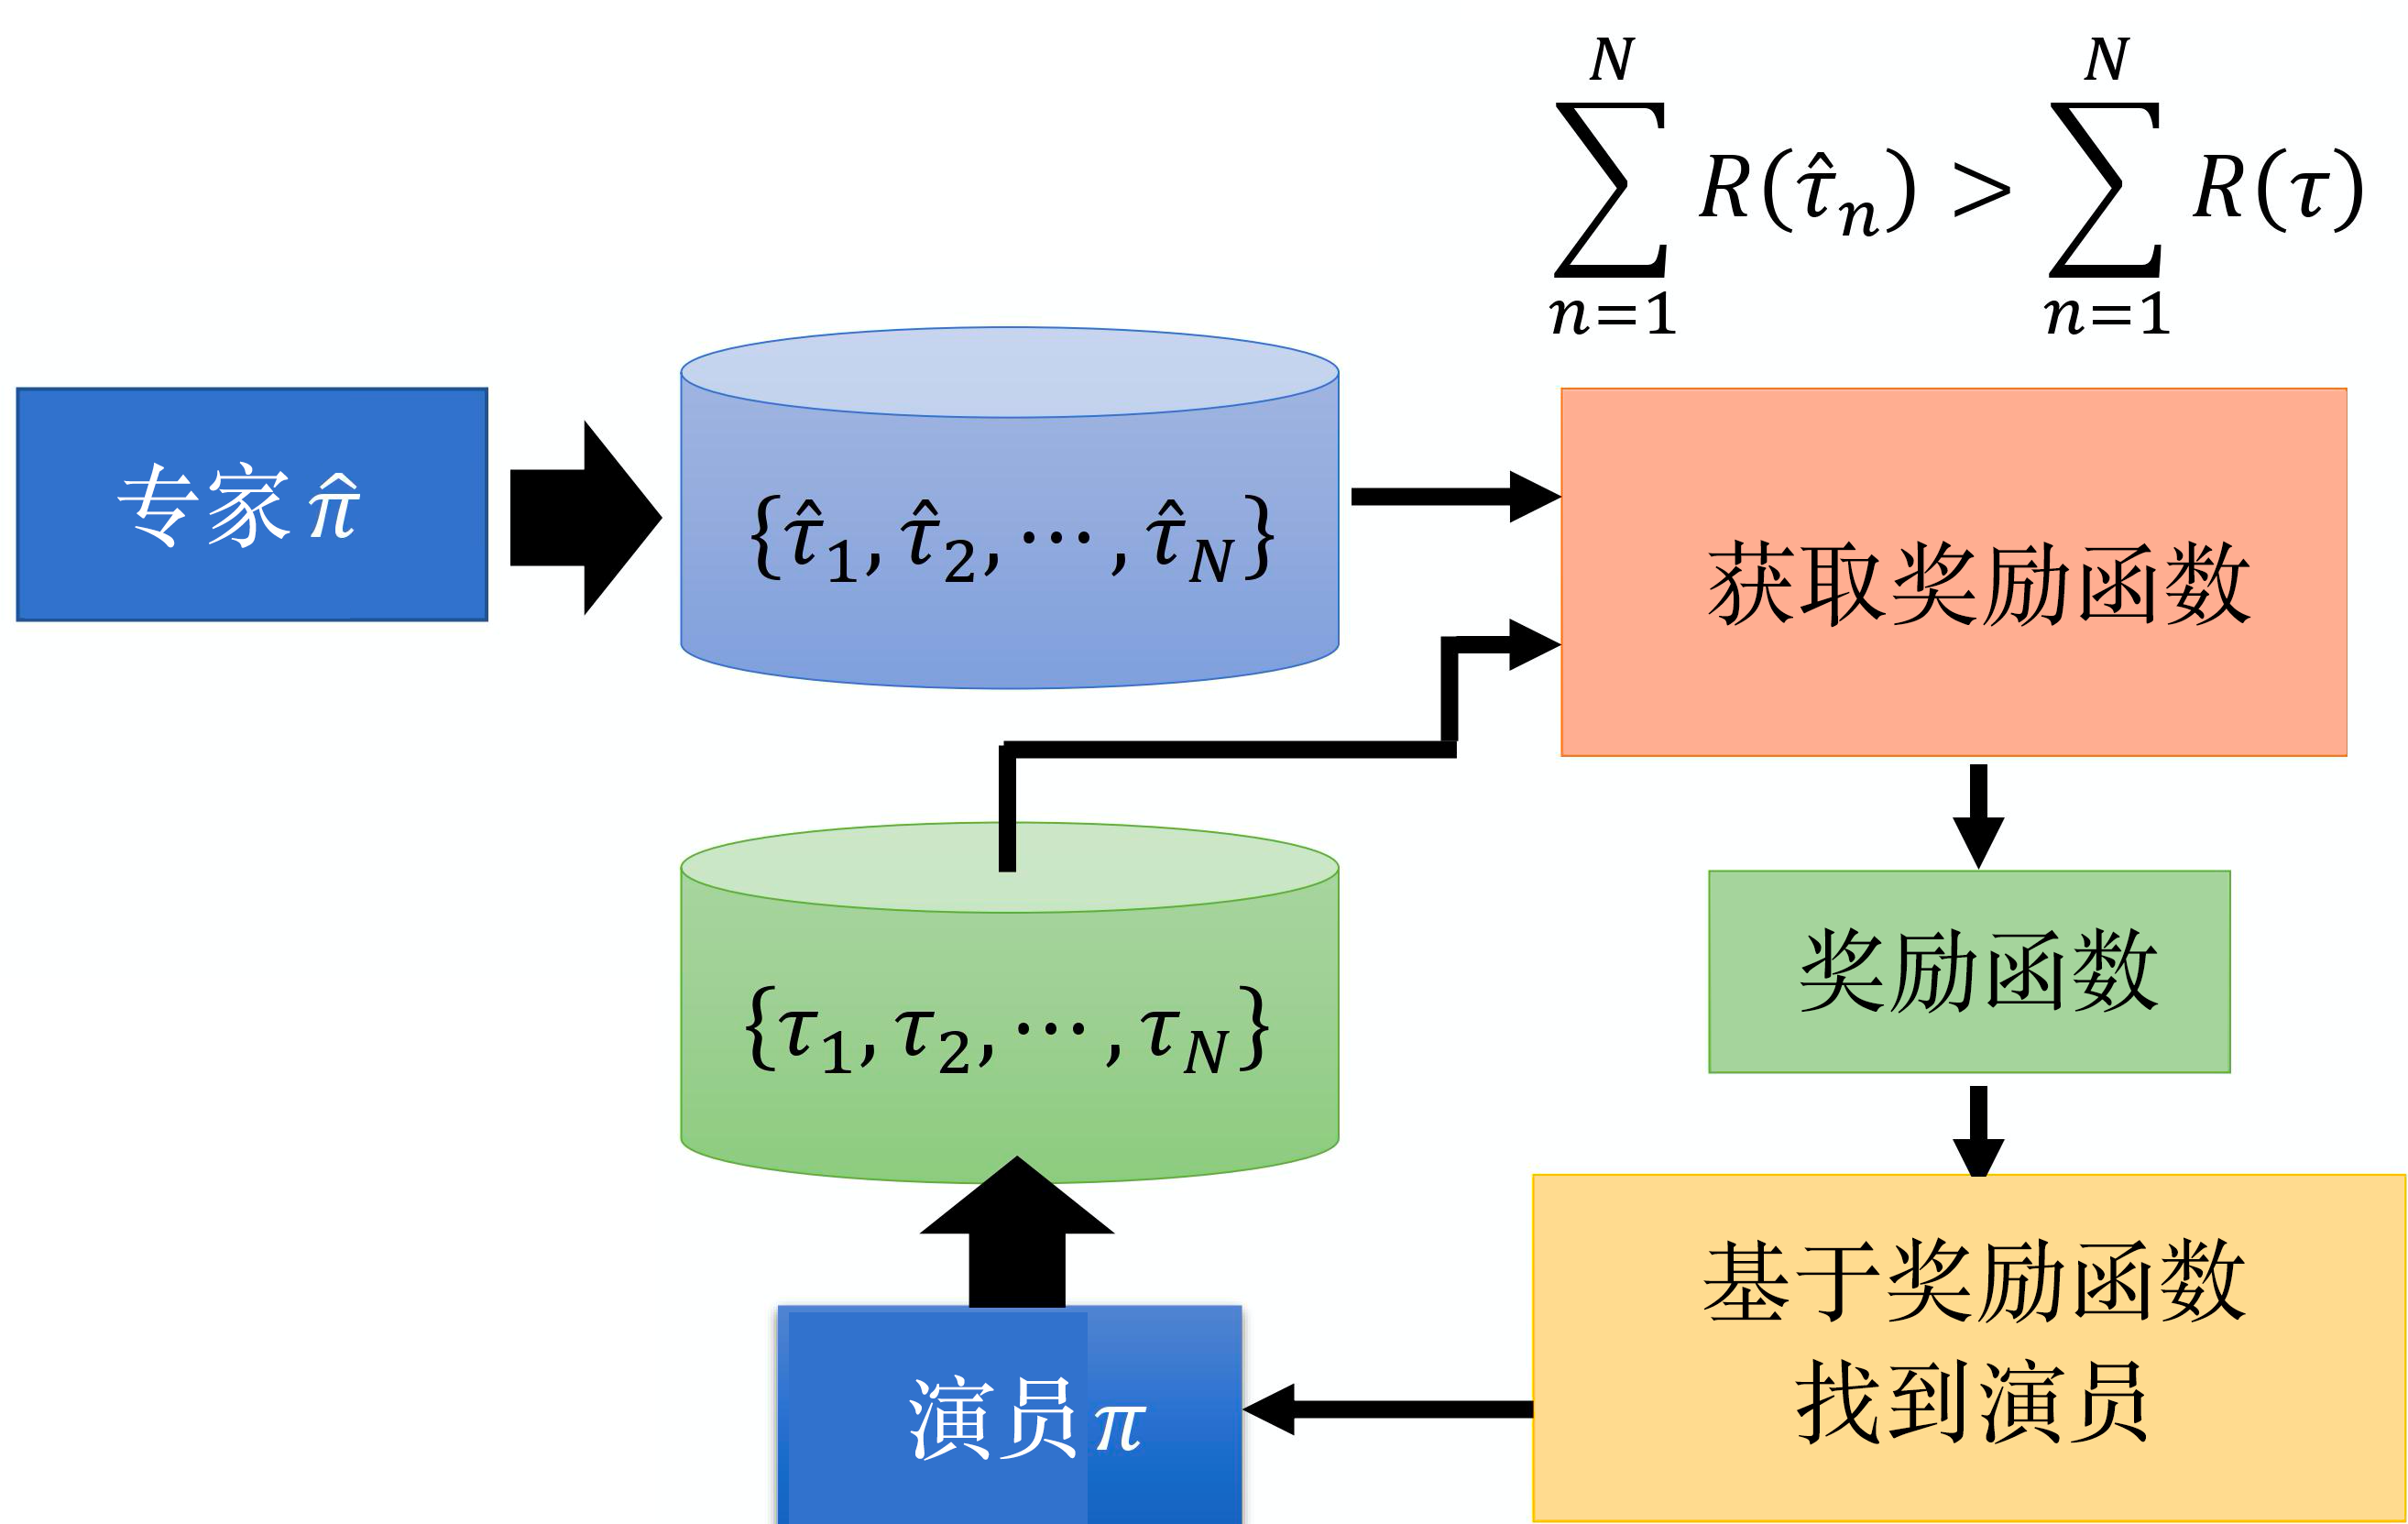 $\sum_{n=1}^{N} R(\hat{\tau}_n) > \sum_{n=1}^{N} R(\tau)$
专家 $\hat{\pi}$
$\{\hat{\tau}_1, \hat{\tau}_2, \cdots, \hat{\tau}_N\}$
获取奖励函数
奖励函数
$\{\tau_1, \tau_2, \cdots, \tau_N\}$
基于奖励函数
找到演员
演员 $\pi$